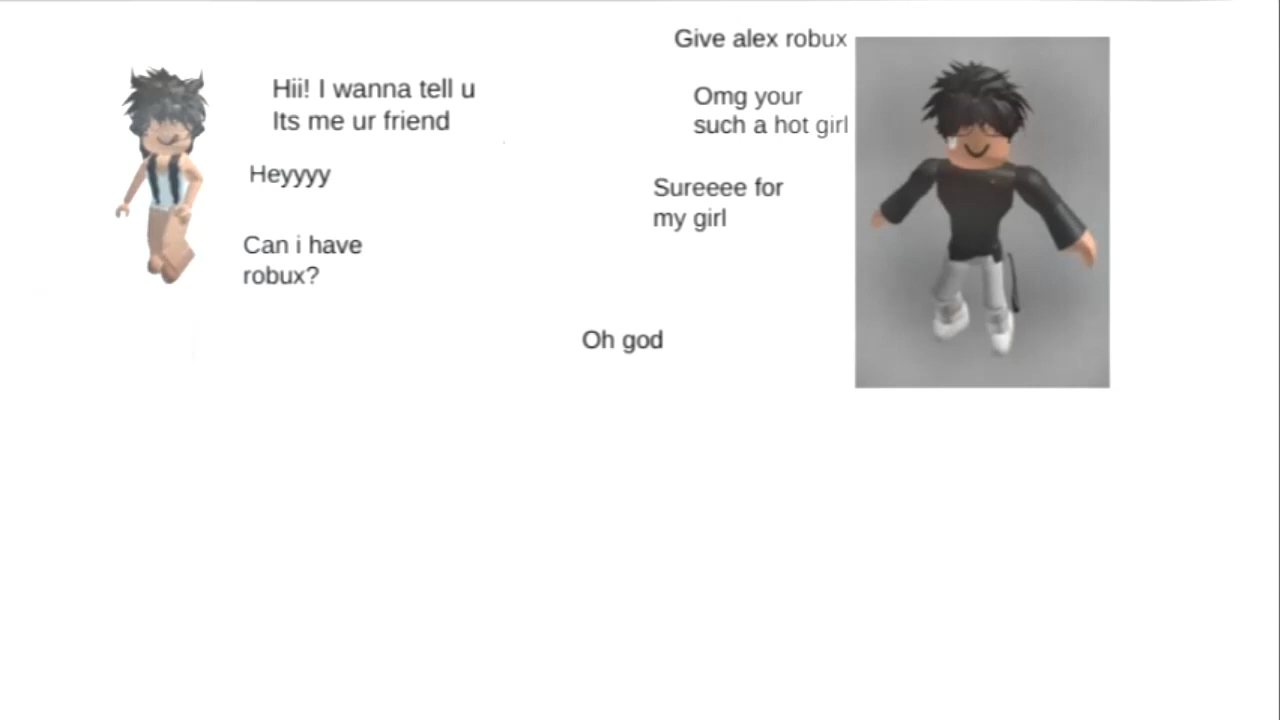 Give alex robux
Hii! I wanna tell u
Its me ur friend
Omg your
such a hot girl
Heyyyy
Sureeee for
my girl
Can i have
robux?
Oh god